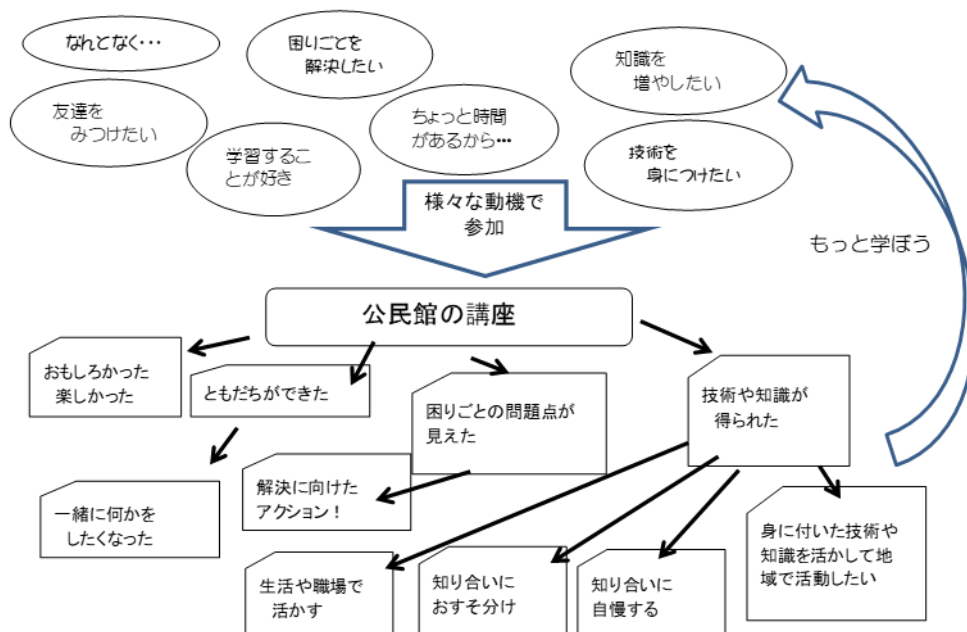 なんとなく・・・
困りごとを
解決したい
知識を
増やしたい
友達を
みつけたい
ちょっと時間
があるから・・・
学習するこ
とが好き
技術を
身につけたい
様々な動機で
参加
もっと学ぼう
公民館の講座
おもしろかった
楽しかった
ともだちができた
困りごとの問題点が
見えた
技術や知識が
得られた
一緒に何かを
したくなった
解決に向けた
アクション！
生活や職場で
活かす
知り合いに
おすそ分け
知り合いに
自慢する
身に付いた技術や
知識を活かして地
域で活動したい